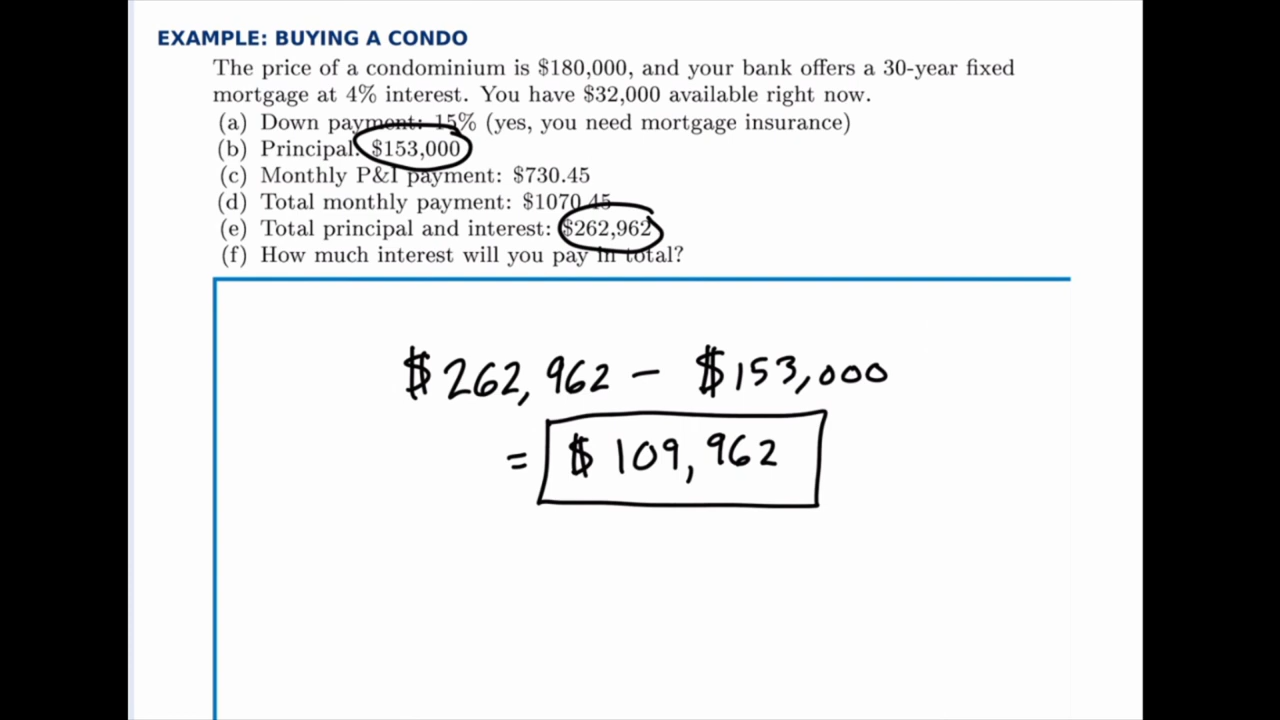 EXAMPLE: BUYING A CONDO
The price of a condominium is $180,000, and your bank offers a 30-year fixed
mortgage at 4% interest. You have $32,000 available right now.
(a) Down payment: 15% (yes, you need mortgage insurance)
(b) Principal: $153,000
(c) Monthly P&I payment: $730.45
(d) Total monthly payment: $1070.45
(e) Total principal and interest: $262,962
(f) How much interest will you pay in total?
$262,962 - $153,000
= $109,962